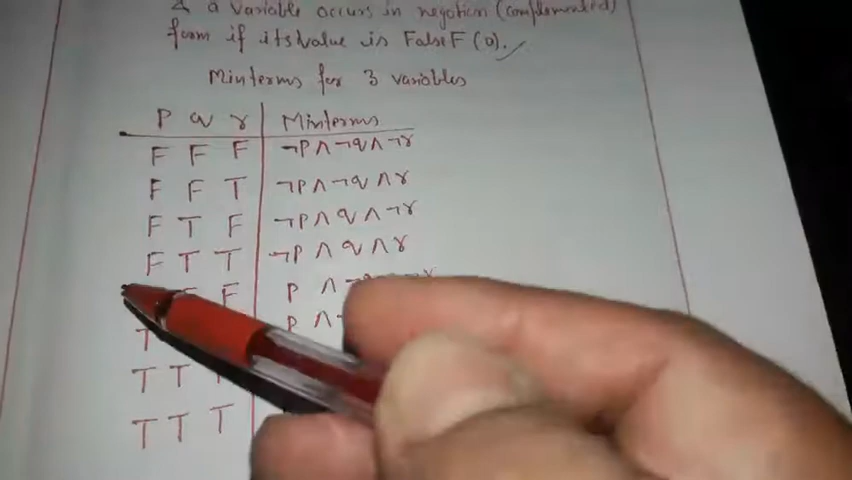 & a variable occurs in negation (complemented)
form if its value is False F (0).
Minterms for 3 variables
P q r Minterms
F F F ¬P∧¬q∧¬r
F F T ¬P∧¬q∧r
F T F ¬P∧q∧¬r
F T T ¬P∧q∧r
F P ∧
T P ∧
T T
T T T